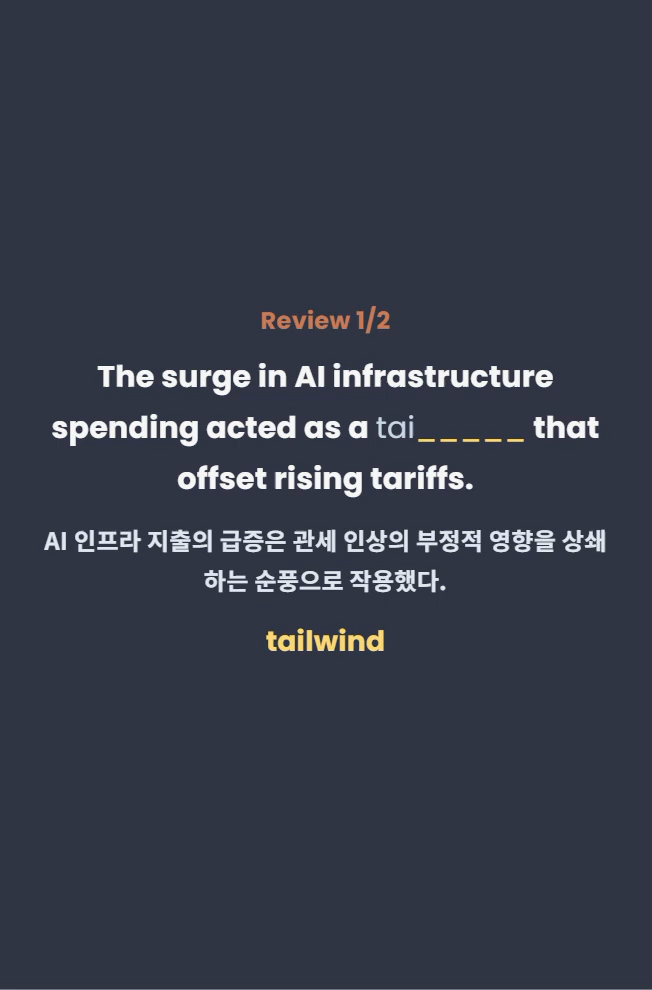 Review 1/2
The surge in AI infrastructure
spending acted as a tai_____ that
offset rising tariffs.
AI 인프라 지출의 급증은 관세 인상의 부정적 영향을 상쇄
하는 순풍으로 작용했다.
tailwind